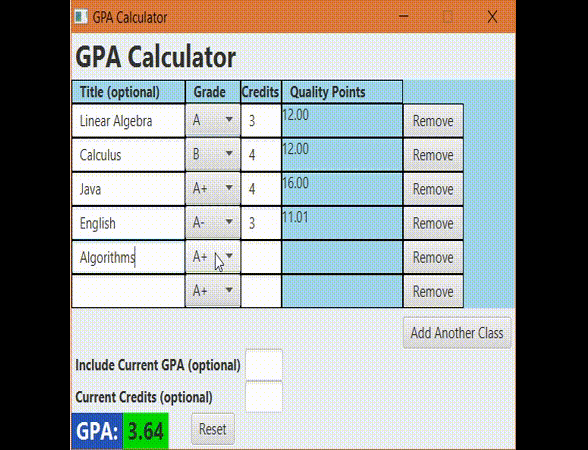 GPA Calculator
GPA Calculator
Title (optional) Grade Credits Quality Points
Linear Algebra A 3 12.00 Remove
Calculus B 4 12.00 Remove
Java A+ 4 16.00 Remove
English A- 3 11.01 Remove
Algorithms A+ Remove
A+ Remove
Add Another Class
Include Current GPA (optional)
Current Credits (optional)
GPA: 3.64 Reset